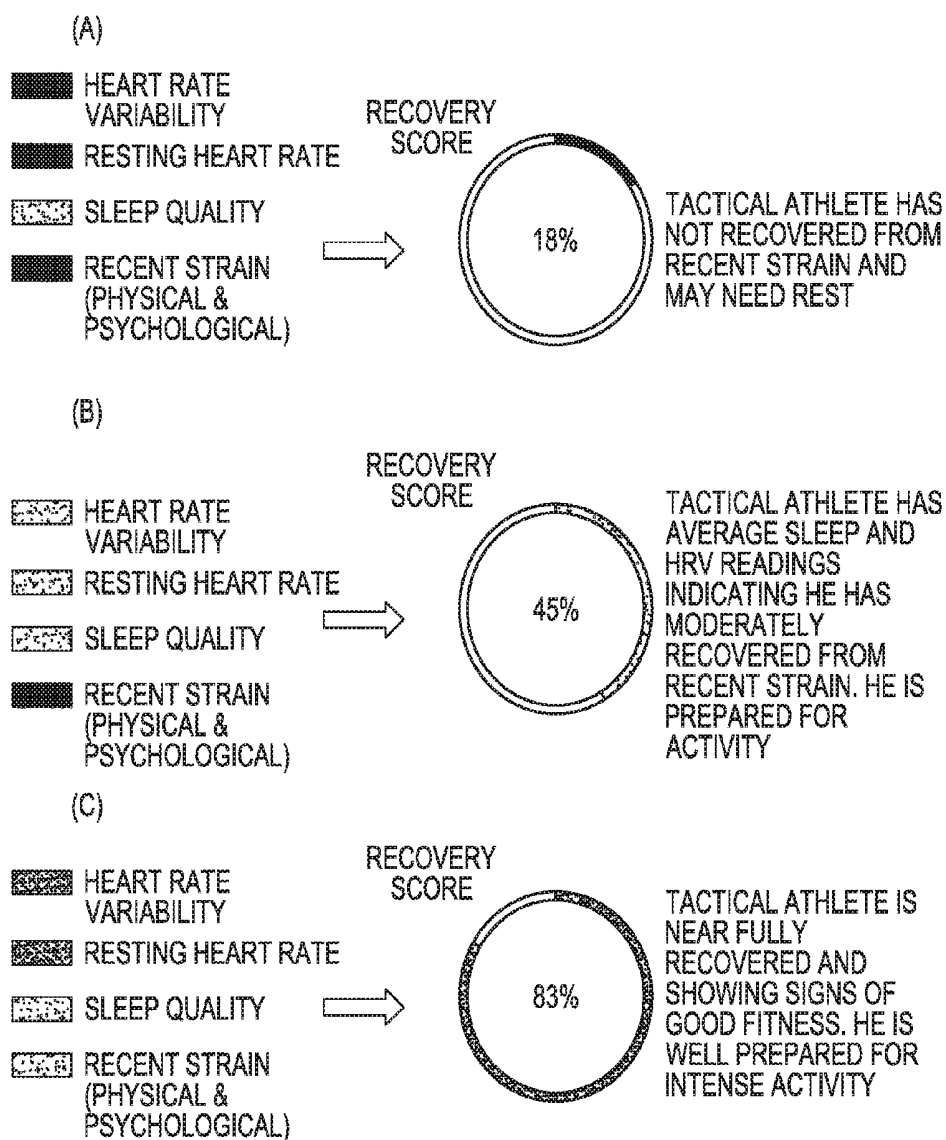 (A)
HEART RATE
VARIABILITY
RESTING HEART RATE
SLEEP QUALITY
RECENT STRAIN
(PHYSICAL &
PSYCHOLOGICAL)
RECOVERY
SCORE
18%
TACTICAL ATHLETE HAS
NOT RECOVERED FROM
RECENT STRAIN AND
MAY NEED REST
(B)
HEART RATE
VARIABILITY
RESTING HEART RATE
SLEEP QUALITY
RECENT STRAIN
(PHYSICAL &
PSYCHOLOGICAL)
RECOVERY
SCORE
45%
TACTICAL ATHLETE HAS
AVERAGE SLEEP AND
HRV READINGS
INDICATING HE HAS
MODERATELY
RECOVERED FROM
RECENT STRAIN. HE IS
PREPARED FOR
ACTIVITY
(C)
HEART RATE
VARIABILITY
RESTING HEART RATE
SLEEP QUALITY
RECENT STRAIN
(PHYSICAL &
PSYCHOLOGICAL)
RECOVERY
SCORE
83%
TACTICAL ATHLETE IS
NEAR FULLY
RECOVERED AND
SHOWING SIGNS OF
GOOD FITNESS. HE IS
WELL PREPARED FOR
INTENSE ACTIVITY